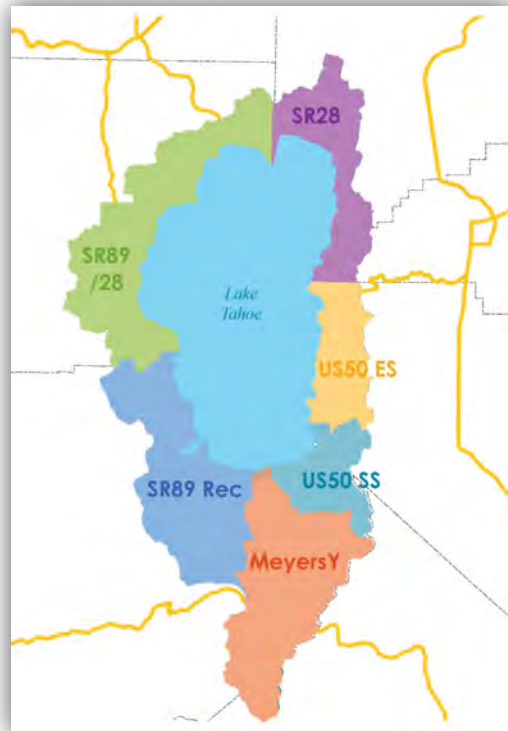 SR28
SR89
/28
Lake
Tahoe
US50 ES
US50 SS
SR89 Rec
MeyersY